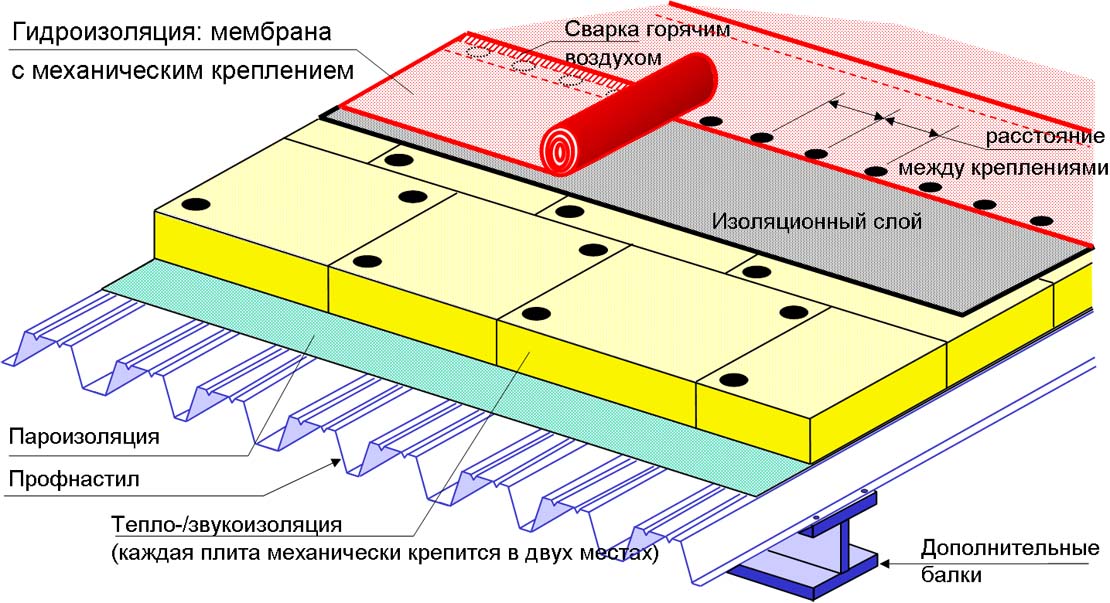 Гидроизоляция: мембрана
с механическим креплением
Сварка горячим
воздухом
расстояние
между креплениями
Изоляционный слой
Пароизоляция
Профнастил
Тепло-/звукоизоляция
(каждая плита механически крепится в двух местах)
Дополнительные
балки